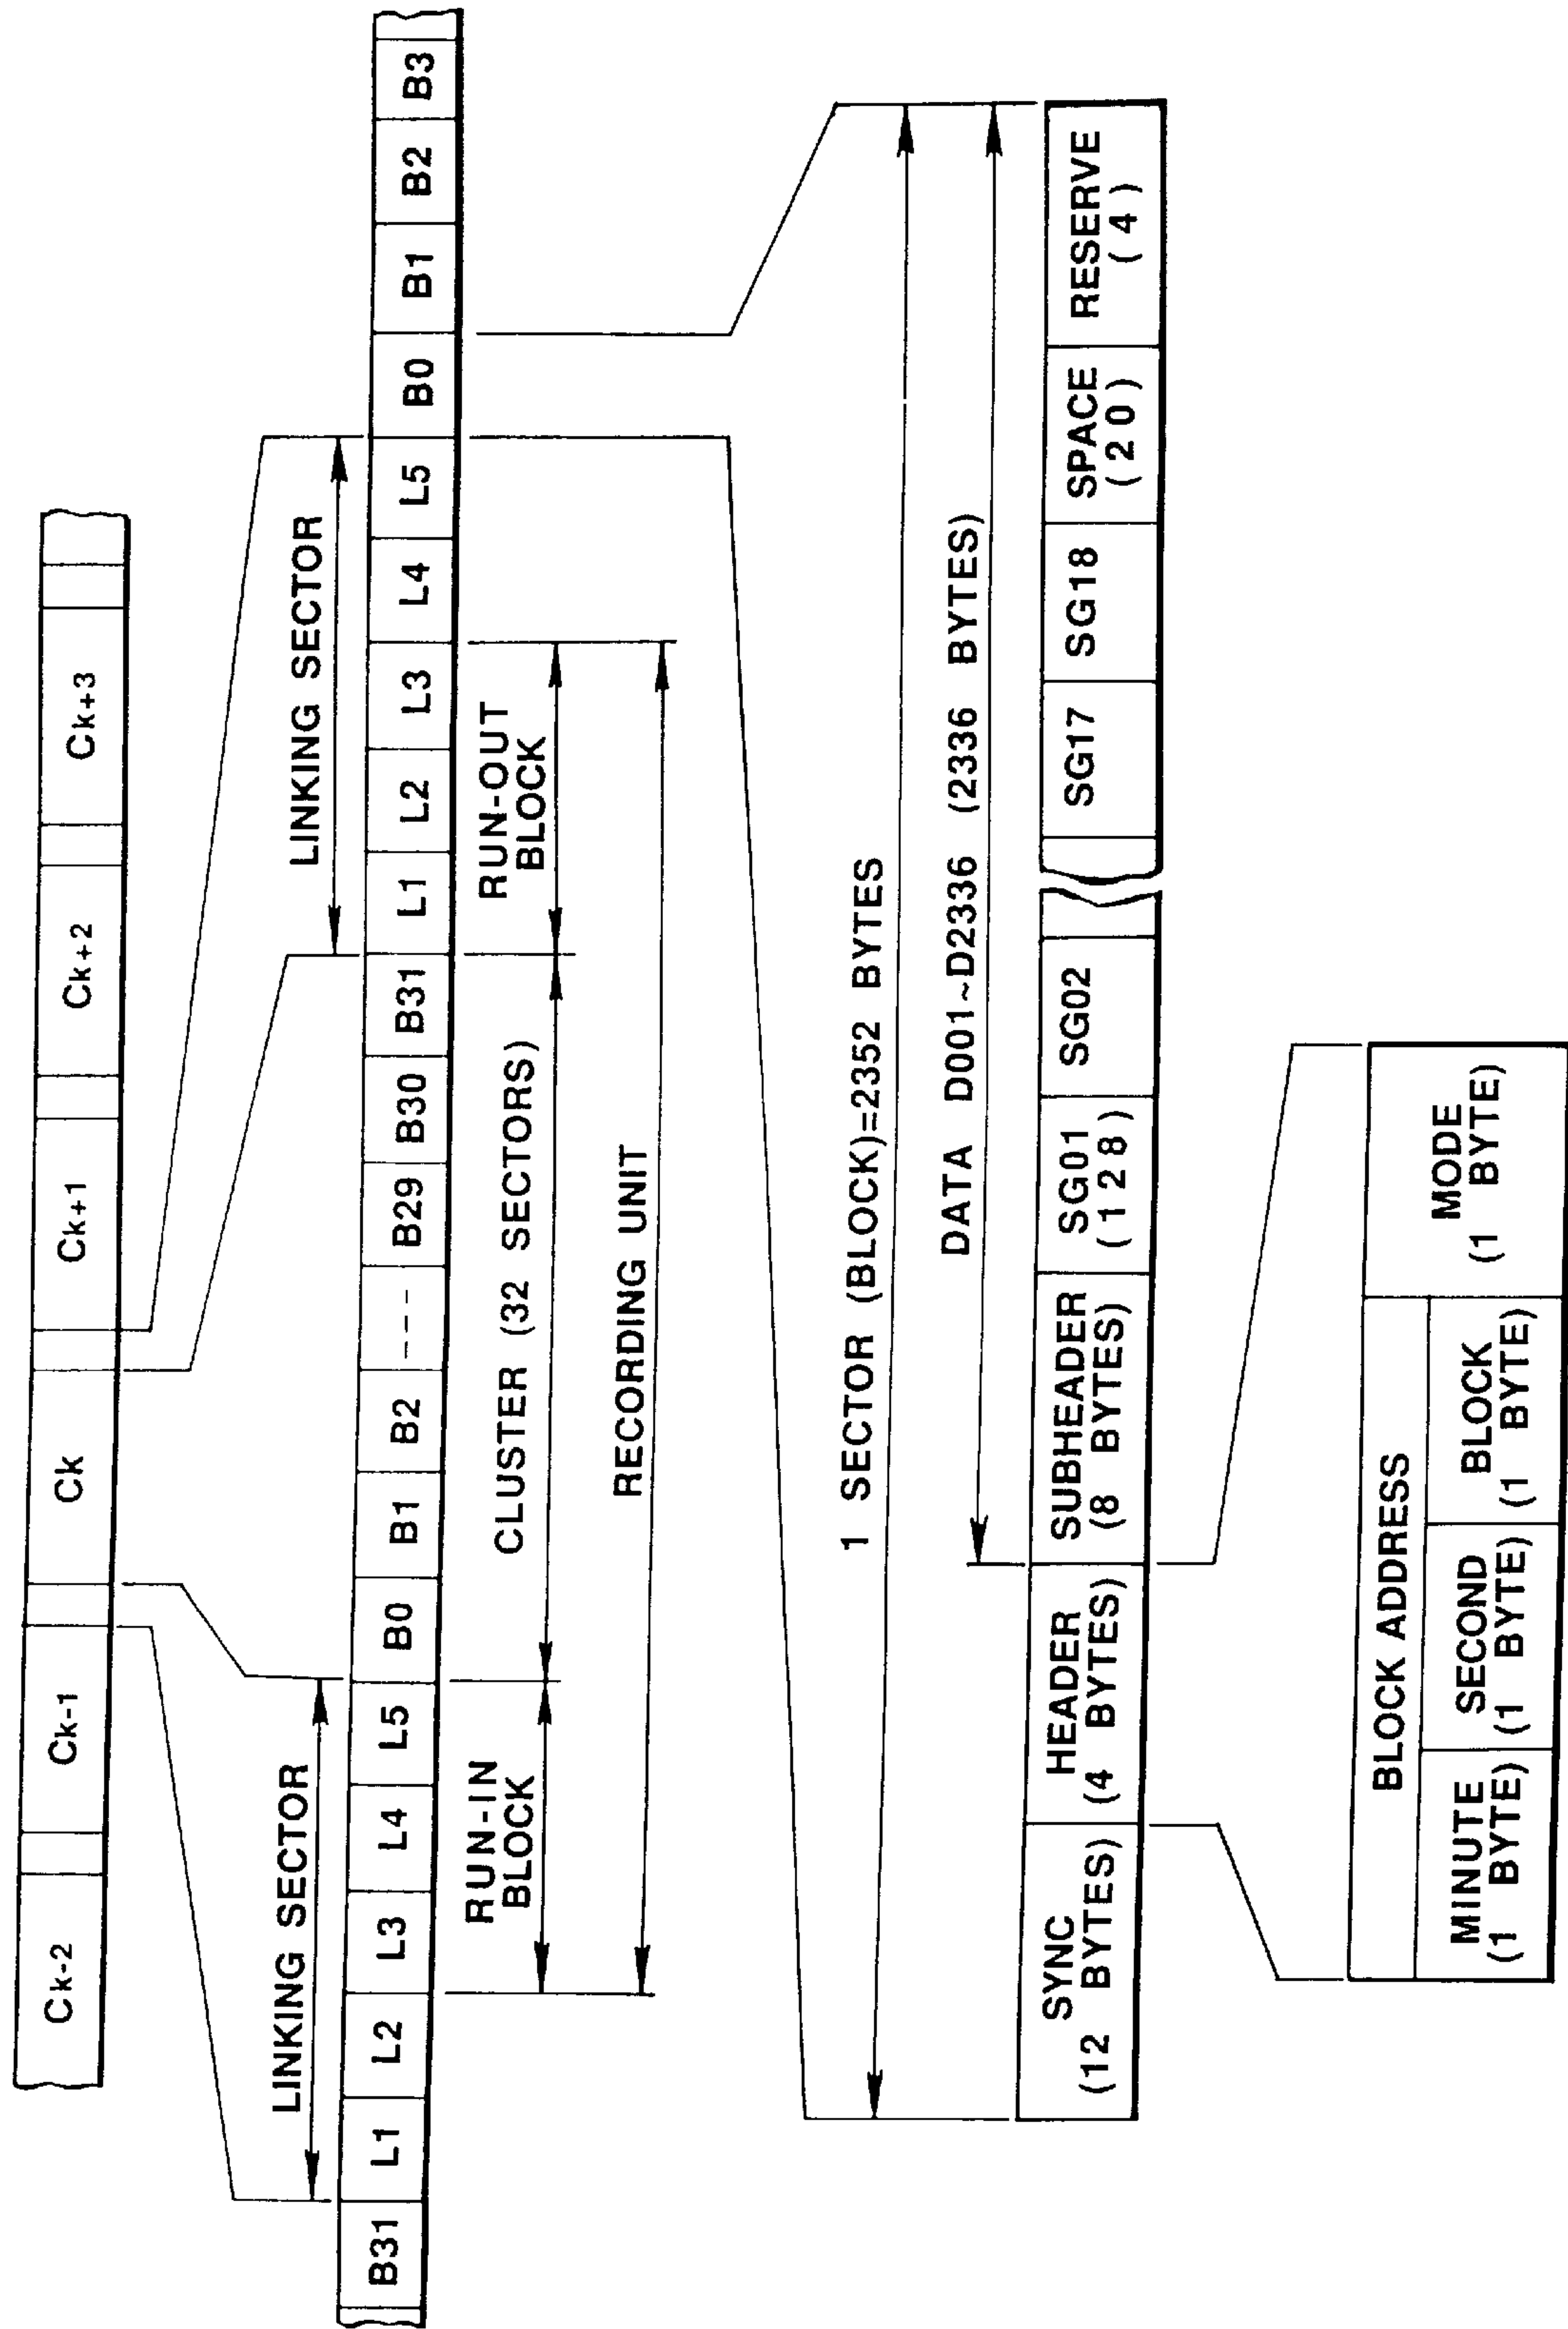 Ck-2 Ck-1 Ck Ck+1 Ck+2 Ck+3
LINKING SECTOR LINKING SECTOR
B31 L1 L2 L3 L4 L5 B0 B1 B2 --- B29 B30 B31 L1 L2 L3 L4 L5 B0 B1 B2 B3
RUN-IN
BLOCK
CLUSTER (32 SECTORS)
RUN-OUT
BLOCK
RECORDING UNIT
1 SECTOR (BLOCK)=2352 BYTES
DATA D001~D2336 (2336 BYTES)
SYNC
(12 BYTES)
HEADER
(4 BYTES)
SUBHEADER
(8 BYTES)
SG01
(128)
SG02
SG17
SG18
SPACE
(20)
RESERVE
(4)
BLOCK ADDRESS
MINUTE
(1 BYTE)
SECOND
(1 BYTE)
BLOCK
(1 BYTE)
MODE
(1 BYTE)